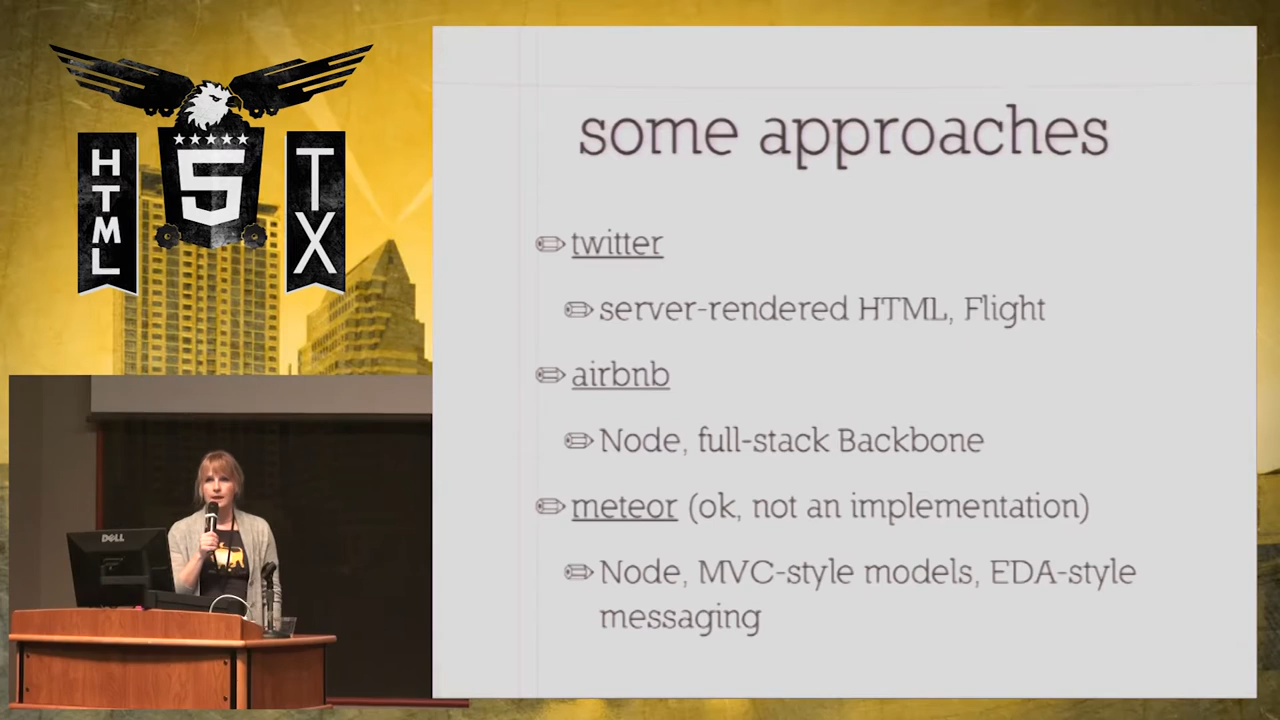 HTML
5
TX
some approaches
twitter
server-rendered HTML, Flight
airbnb
Node, full-stack Backbone
meteor (ok, not an implementation)
Node, MVC-style models, EDA-style
messaging
DELL